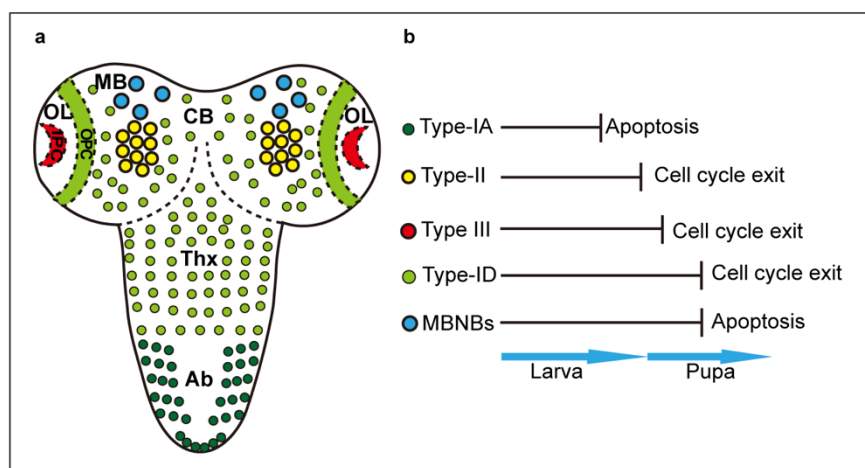 a
MB
OL
CB
OL
IPC
OPC
Thx
Ab
b
Type-IA
Apoptosis
Type-II
Cell cycle exit
Type III
Cell cycle exit
Type-ID
Cell cycle exit
MBNBs
Apoptosis
Larva
Pupa